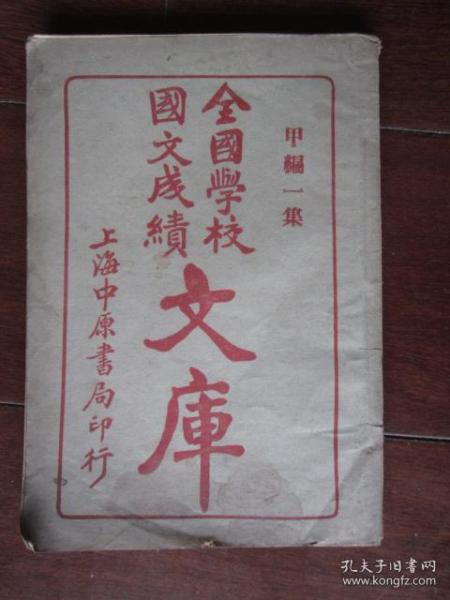 甲編一集
全國學校
國文成績
文庫
上海中原書局印行
孔夫子旧书网
www.kongfz.com